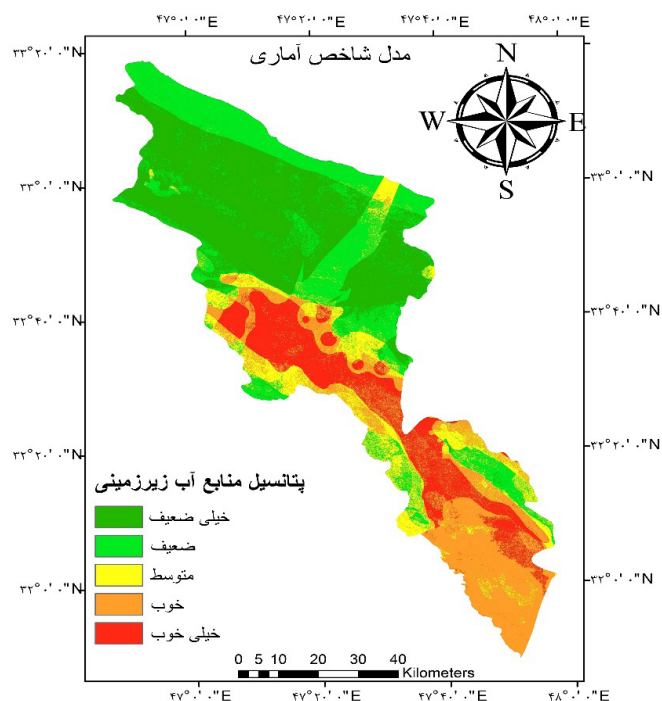 ۴۷°۰'۰"E ۴۷°۲۰'۰"E ۴۷°۴۰'۰"E ۴۸°۰'۰"E
مدل شاخص آماری
N
W E
S
۳۳°۲۰'۰"N
۳۳°۰'۰"N ۳۳°۰'۰"N
۳۲°۴۰'۰"N ۳۲°۴۰'۰"N
۳۲°۲۰'۰"N ۳۲°۲۰'۰"N
۳۲°۰'۰"N ۳۲°۰'۰"N
پتانسیل منابع آب زیرزمینی
خیلی ضعیف
ضعیف
متوسط
خوب
خیلی خوب
0 5 10 20 30 40
Kilometers
۴۷°۰'۰"E ۴۷°۲۰'۰"E ۴۷°۴۰'۰"E ۴۸°۰'۰"E